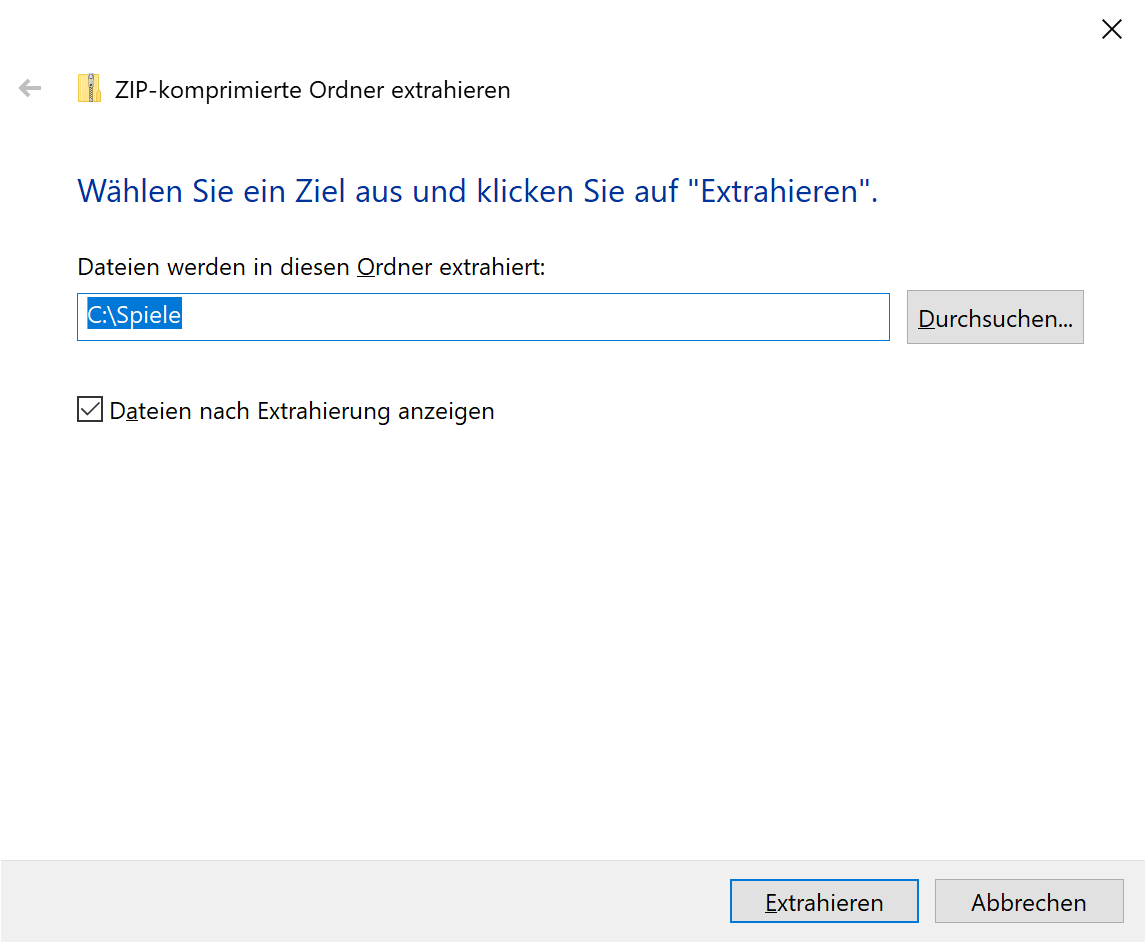 ZIP-komprimierte Ordner extrahieren
Wählen Sie ein Ziel aus und klicken Sie auf "Extrahieren".
Dateien werden in diesen Ordner extrahiert:
C:\Spiele
Durchsuchen...
Dateien nach Extrahierung anzeigen
Extrahieren
Abbrechen